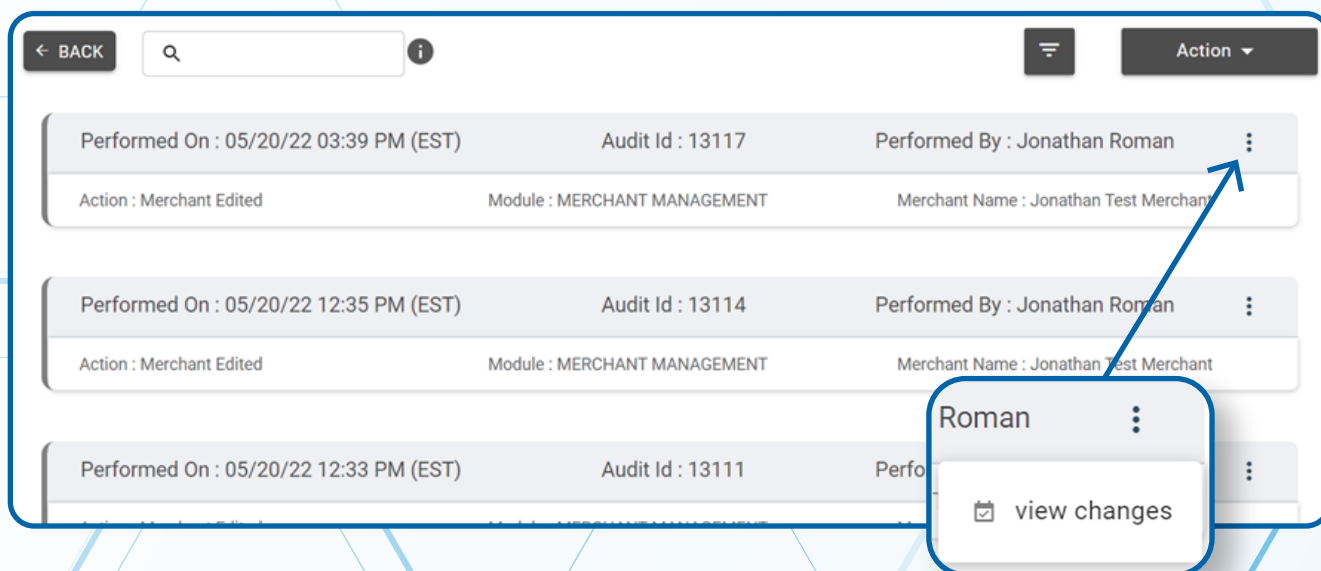 BACK
Action
Performed On : 05/20/22 03:39 PM (EST) Audit Id : 13117 Performed By : Jonathan Roman
Action : Merchant Edited Module : MERCHANT MANAGEMENT Merchant Name : Jonathan Test Merchant
Performed On : 05/20/22 12:35 PM (EST) Audit Id : 13114 Performed By : Jonathan Roman
Action : Merchant Edited Module : MERCHANT MANAGEMENT Merchant Name : Jonathan Test Merchant
Roman
Performed On : 05/20/22 12:33 PM (EST) Audit Id : 13111 Perfo
view changes